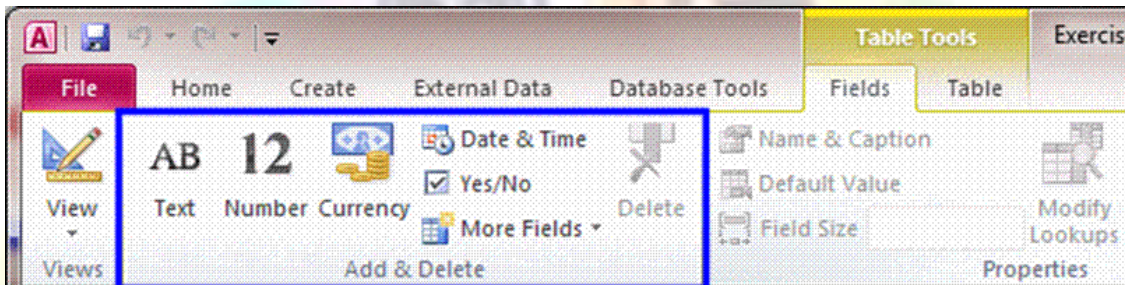 A
Table Tools
Exercis
File Home Create External Data Database Tools Fields Table
AB 12 Date & Time Name & Caption
Yes/No Default Value
View Text Number Currency More Fields Delete Field Size Modify Lookups
Views Add & Delete Properties